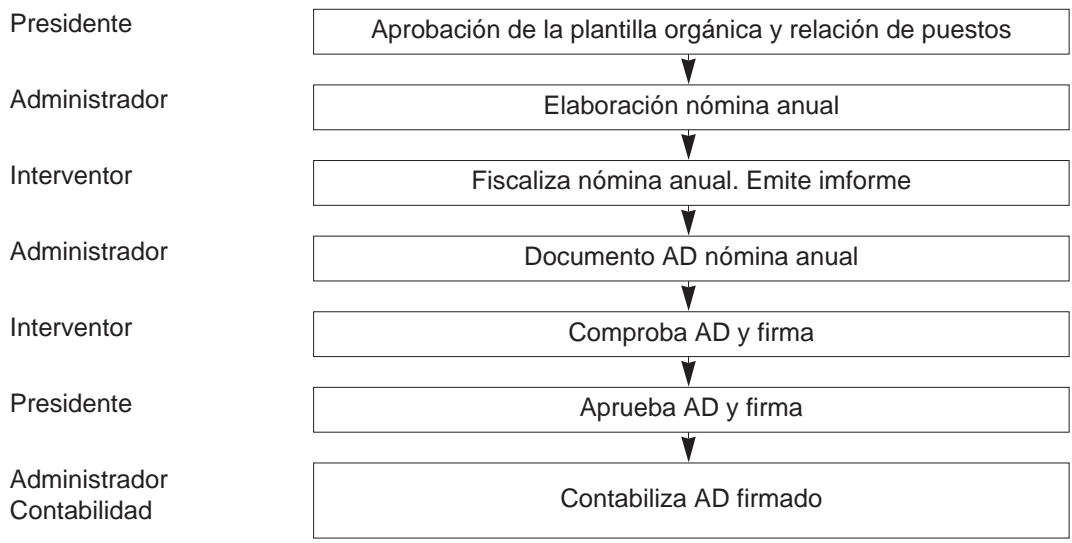 Presidente
Aprobación de la plantilla orgánica y relación de puestos
Administrador
Elaboración nómina anual
Interventor
Fiscaliza nómina anual. Emite imforme
Administrador
Documento AD nómina anual
Interventor
Comproba AD y firma
Presidente
Aprueba AD y firma
Administrador
Contabilidad
Contabiliza AD firmado